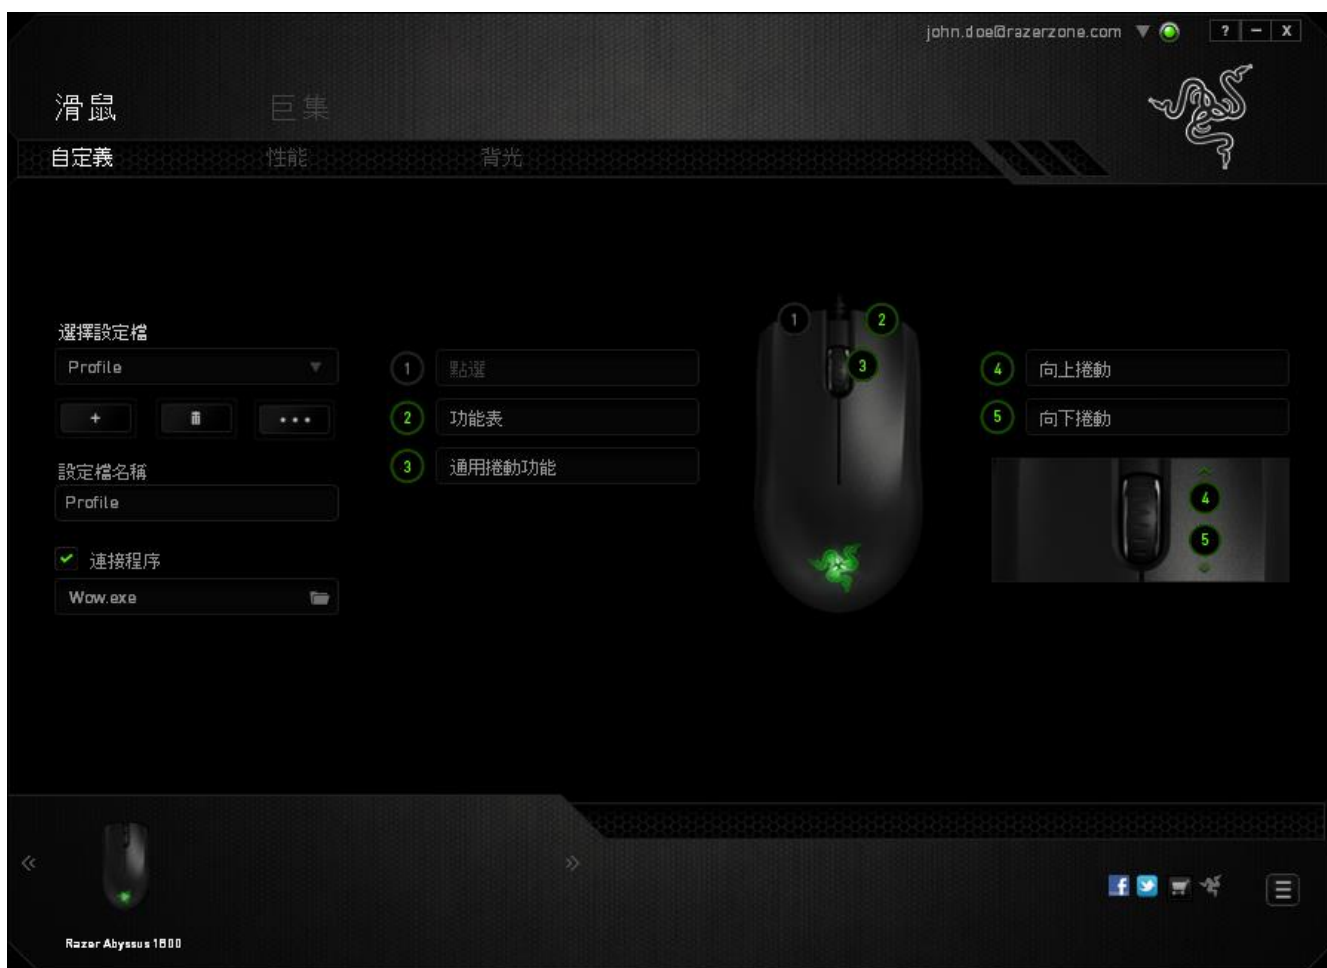 john.doe@razerzone.com
? – X
滑鼠
巨集
自定義
性能
背光
選擇設定檔
Profile
+
設定檔名稱
Profile
連接程序
Wow.exe
1 點選
2 功能表
3 通用捲動功能
1
2
3
4 向上捲動
5 向下捲動
4
5
Razer Abyssus 1800